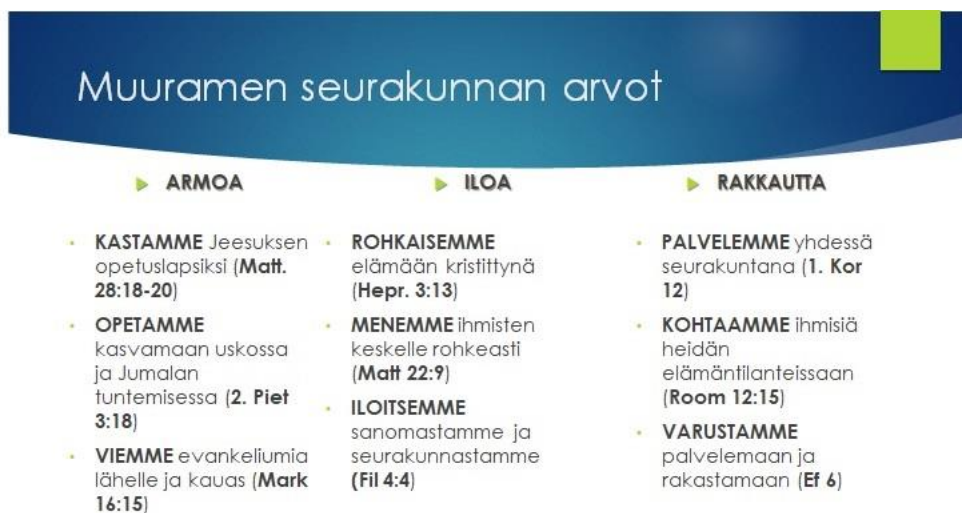 Muuramen seurakunnan arvot
ARMOA
KASTAMME Jeesuksen
opetuslapsiksi (Matt.
28:18-20)
OPETAMME
kasvamaan uskossa
ja Jumalan
tuntemisessa (2. Piet
3:18)
VIEMME evankeliumia
lähelle ja kauas (Mark
16:15)
ILOA
ROHKAISEMME
elämään kristittynä
(Hepr. 3:13)
MENEMME ihmisten
keskelle rohkeasti
(Matt 22:9)
ILOITSEMME
sanomastamme ja
seurakunnastamme
(Fil 4:4)
RAKKAUTTA
PALVELEMME yhdessä
seurakuntana (1. Kor
12)
KOHTAAMME ihmisiä
heidän
elämäntilanteissaan
(Room 12:15)
VARUSTAMME
palvelemaan ja
rakastamaan (Ef 6)